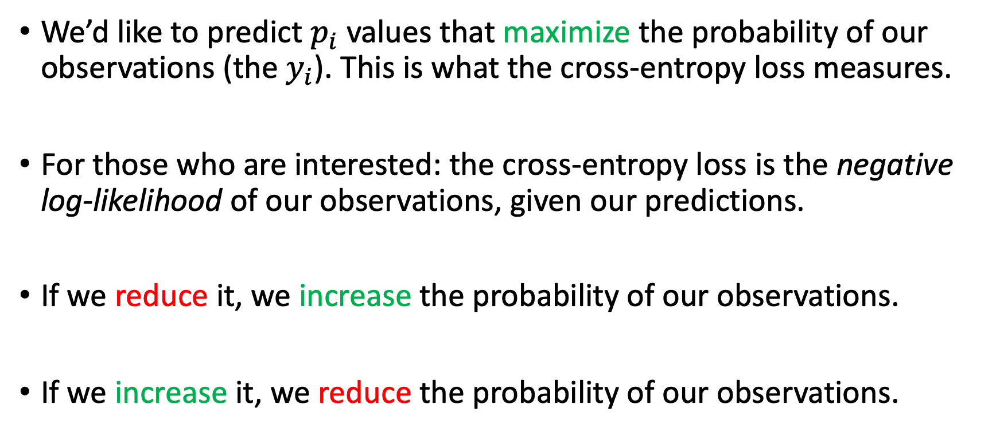 • We’d like to predict pᵢ values that maximize the probability of our
observations (the yᵢ). This is what the cross-entropy loss measures.
• For those who are interested: the cross-entropy loss is the negative
log-likelihood of our observations, given our predictions.
• If we reduce it, we increase the probability of our observations.
• If we increase it, we reduce the probability of our observations.